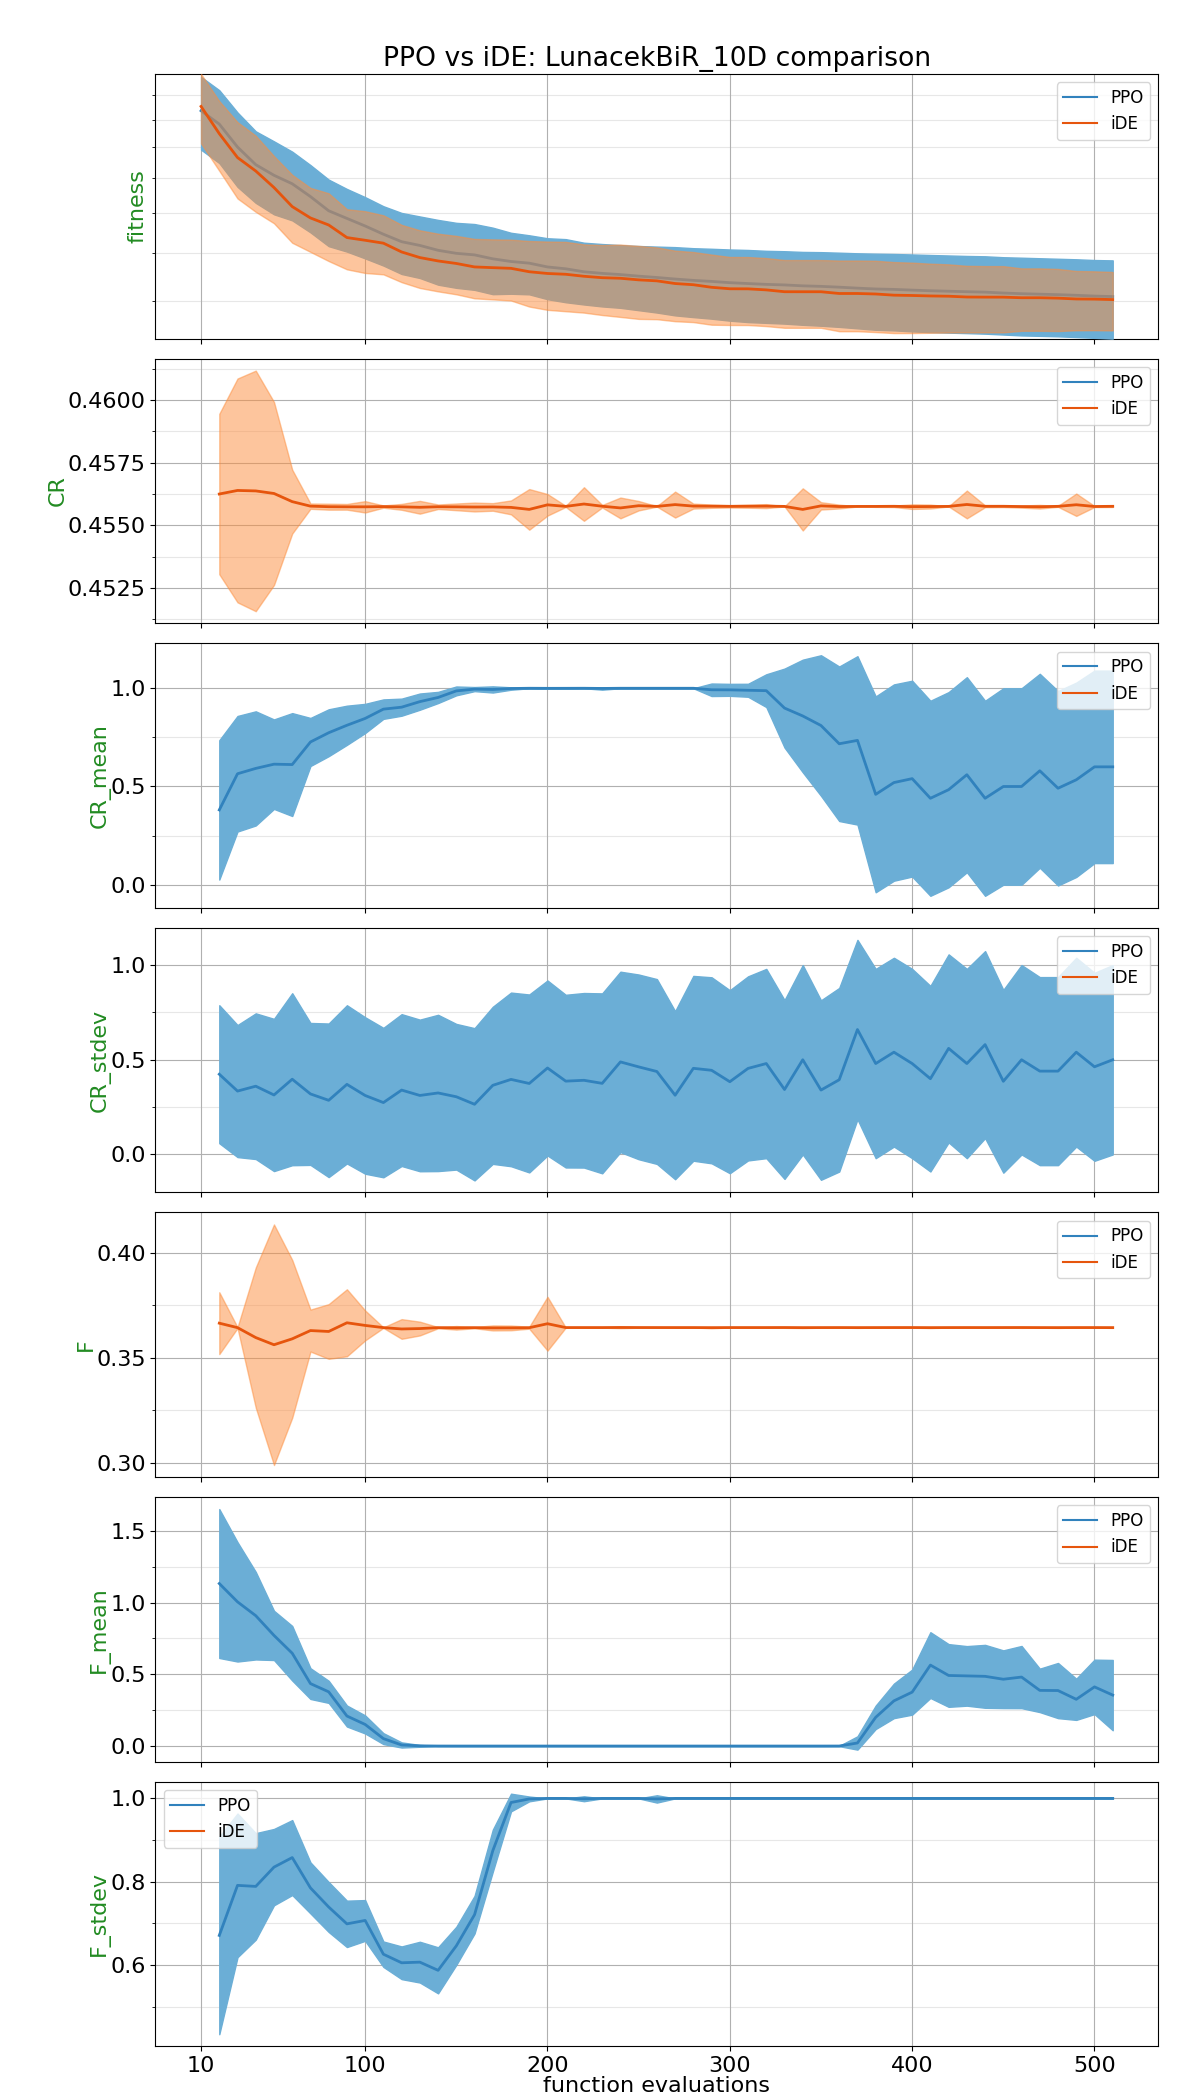 PPO vs iDE: LunacekBiR_10D comparison
fitness
PPO
iDE
0.4600
0.4575
0.4550
0.4525
CR
PPO
iDE
1.0
0.5
0.0
CR_mean
PPO
iDE
1.0
0.5
0.0
CR_stdev
PPO
iDE
0.40
0.35
0.30
F
PPO
iDE
1.5
1.0
0.5
0.0
F_mean
PPO
iDE
1.0
0.8
0.6
F_stdev
PPO
iDE
10 100 200 300 400 500
function evaluations